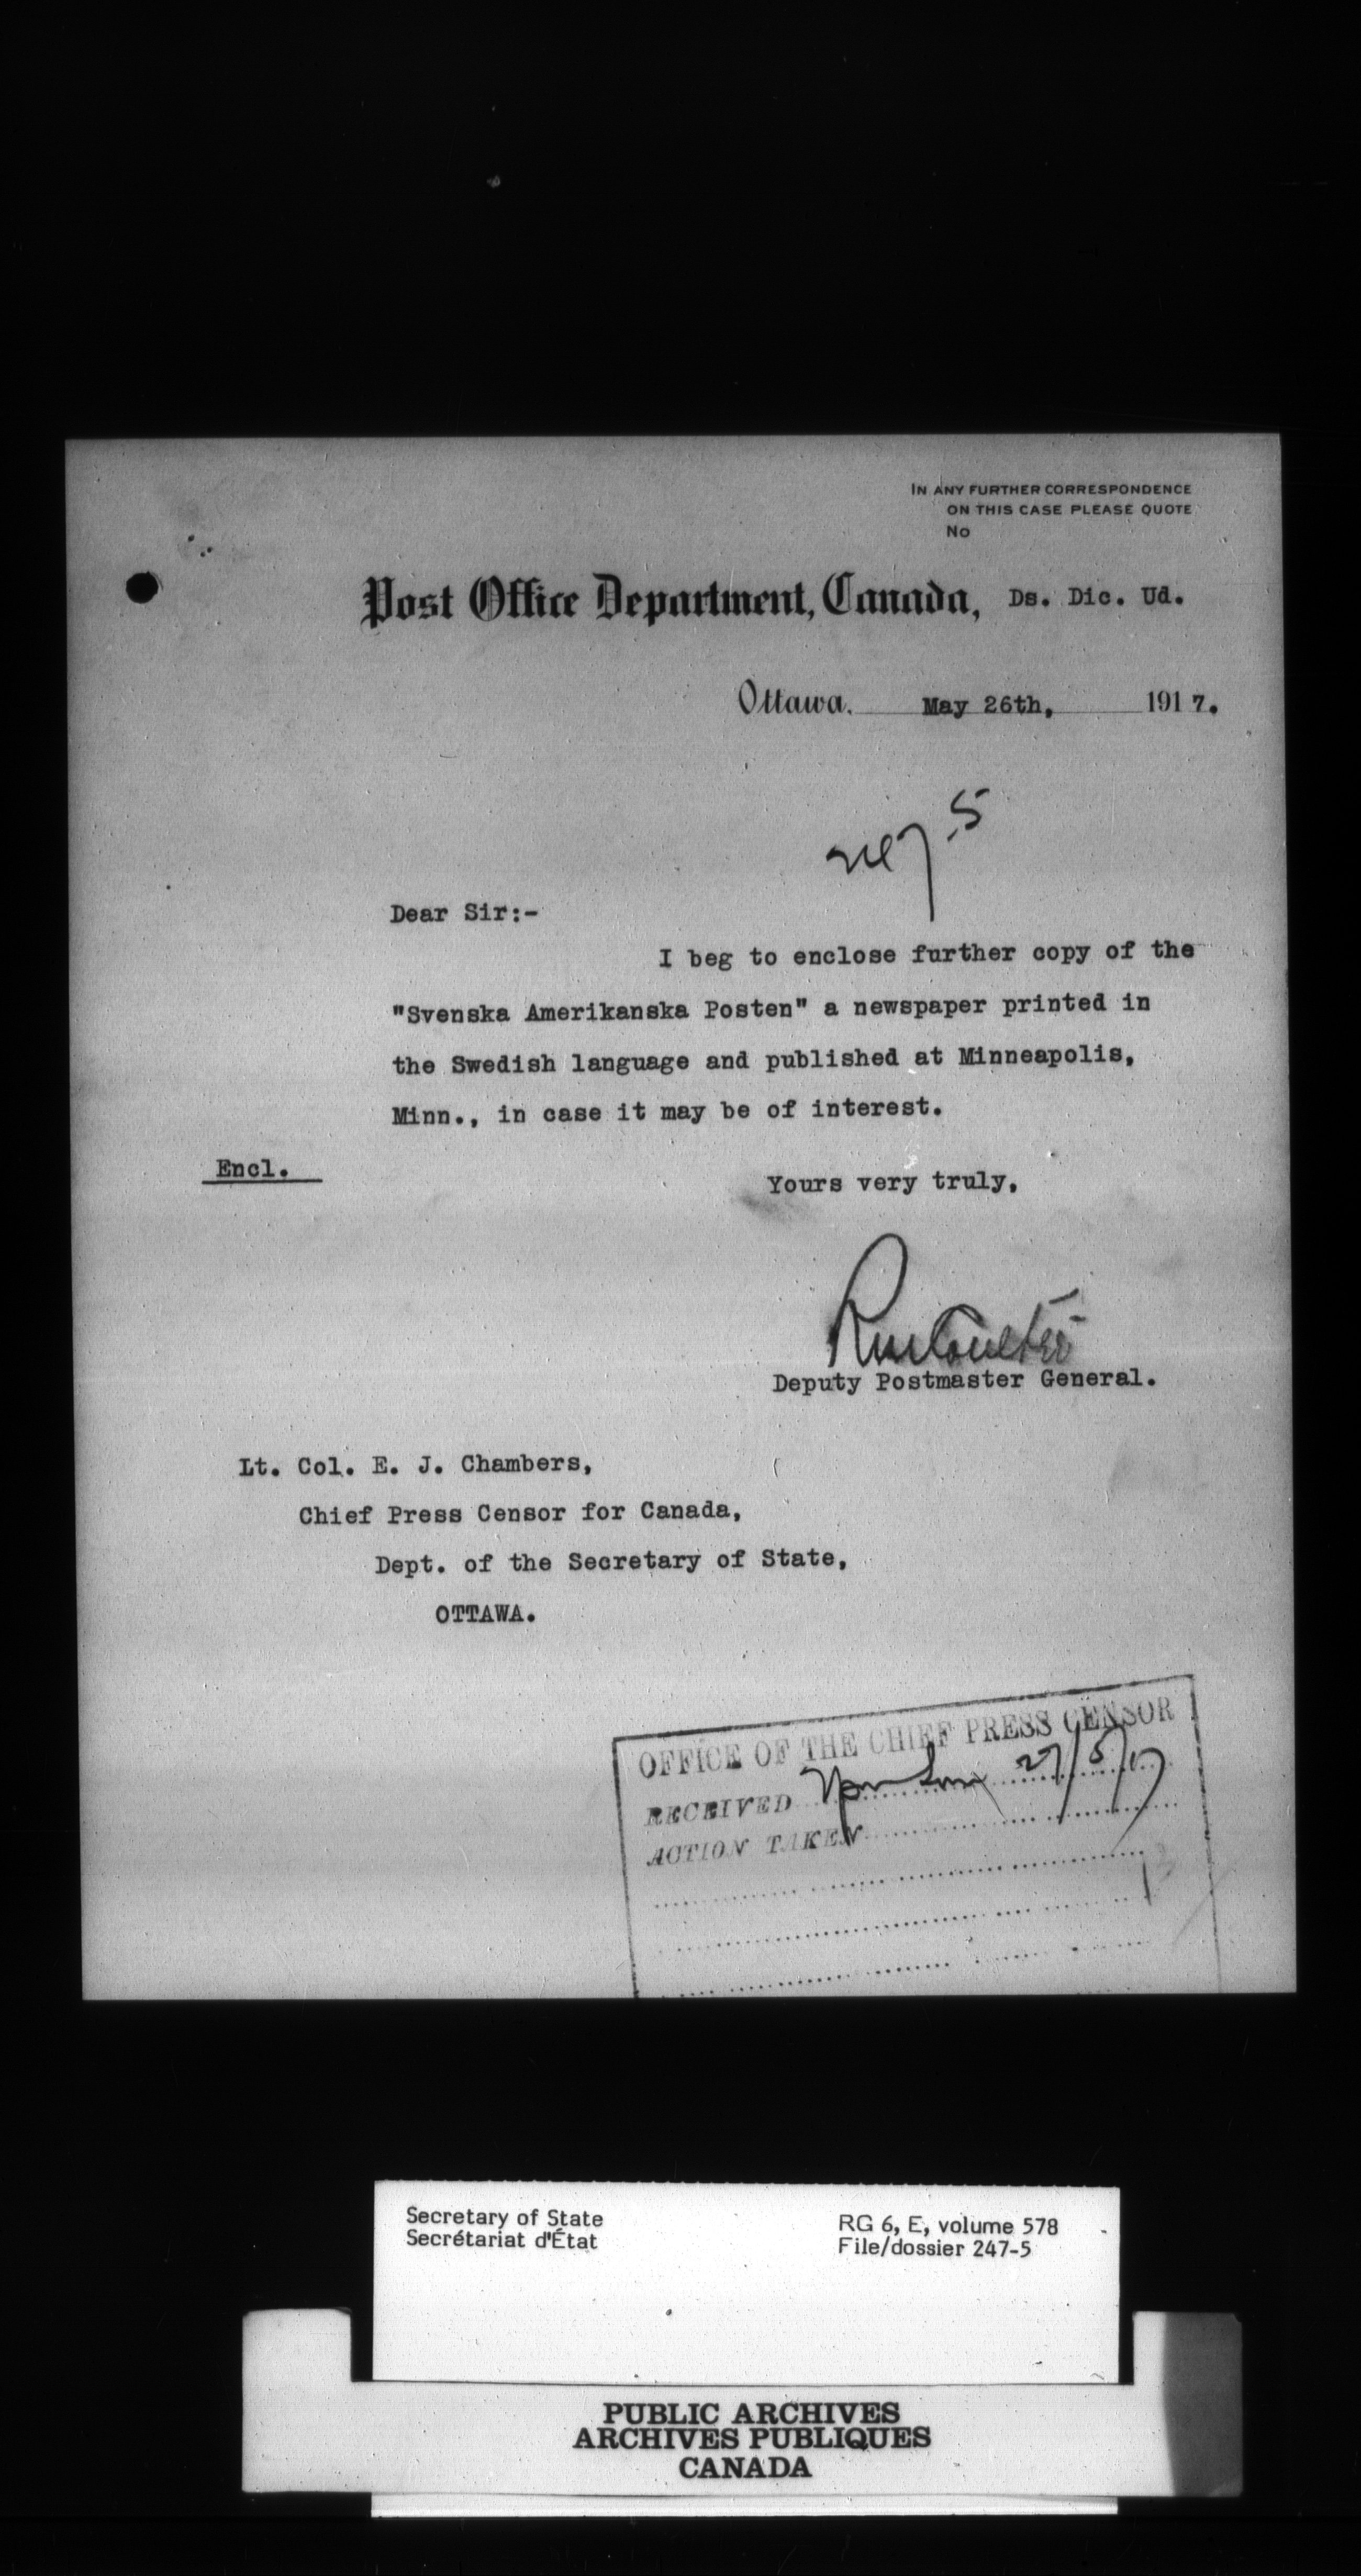 IN ANY FURTHER CORRESPONDENCE
ON THIS CASE PLEASE QUOTE
No
Post Office Department, Canada, Ds. Dic. Ud.
Ottawa. May 26th, 1917.
247-5
Dear Sir:-
I beg to enclose further copy of the
"Svenska Amerikanska Posten" a newspaper printed in
the Swedish language and published at Minneapolis,
Minn., in case it may be of interest.
Encl.
Yours very truly,
RM Coulter
Deputy Postmaster General.
Lt. Col. E. J. Chambers,
Chief Press Censor for Canada,
Dept. of the Secretary of State,
OTTAWA.
OFFICE OF THE CHIEF PRESS CENSOR
RECEIVED 27/5/17
ACTION TAKEN
Secretary of State
Secrétariat d'État
RG 6, E, volume 578
File/dossier 247-5
PUBLIC ARCHIVES
ARCHIVES PUBLIQUES
CANADA